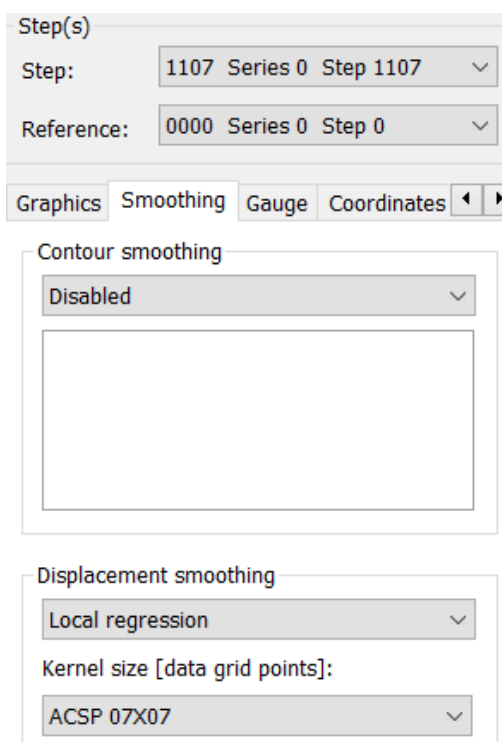 Step(s)
Step: 1107 Series 0 Step 1107
Reference: 0000 Series 0 Step 0
Graphics Smoothing Gauge Coordinates
Contour smoothing
Disabled
Displacement smoothing
Local regression
Kernel size [data grid points]:
ACSP 07X07